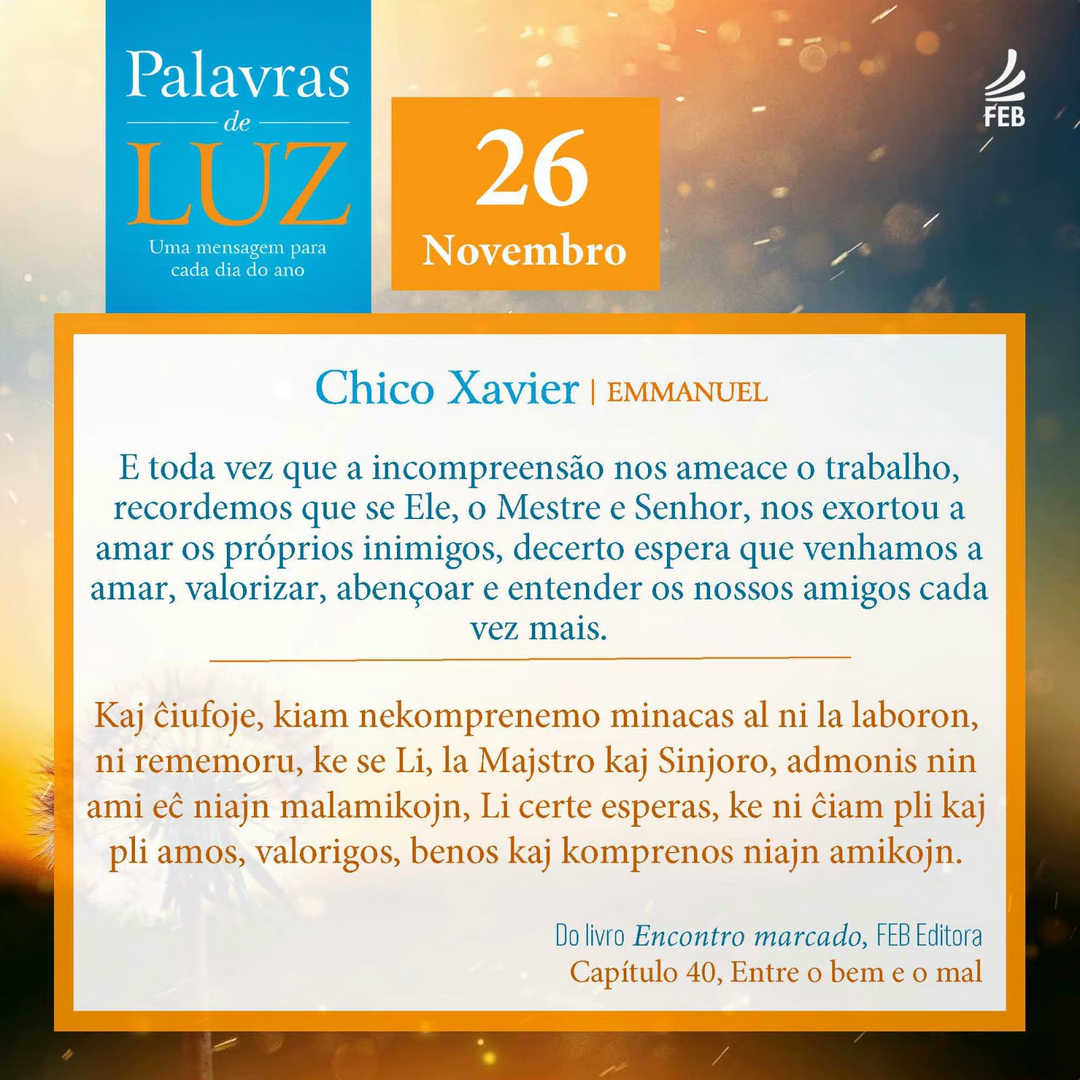 Palavras
de
LUZ
Uma mensagem para
cada dia do ano
26
Novembro
FEB
Chico Xavier | EMMANUEL
E toda vez que a incompreensão nos ameace o trabalho,
recordemos que se Ele, o Mestre e Senhor, nos exortou a
amar os próprios inimigos, decerto espera que venhamos a
amar, valorizar, abençoar e entender os nossos amigos cada
vez mais.
Kaj ĉiufoje, kiam nekomprenemo minacas al ni la laboron,
ni rememoru, ke se Li, la Majstro kaj Sinjoro, admonis nin
ami eĉ niajn malamikojn, Li certe esperas, ke ni ĉiam pli kaj
pli amos, valorigos, benos kaj komprenos niajn amikojn.
Do livro Encontro marcado, FEB Editora
Capítulo 40, Entre o bem e o mal